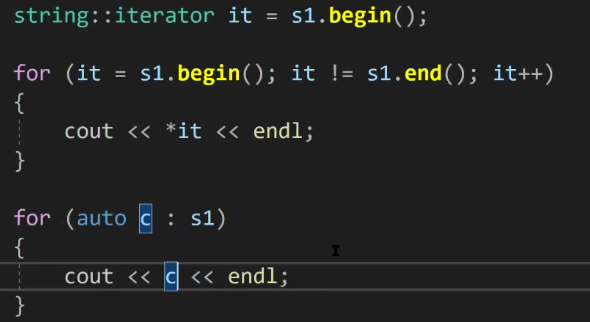 string::iterator it = s1.begin();
for (it = s1.begin(); it != s1.end(); it++)
{
cout << *it << endl;
}
for (auto c : s1)
{
cout << c << endl;
}